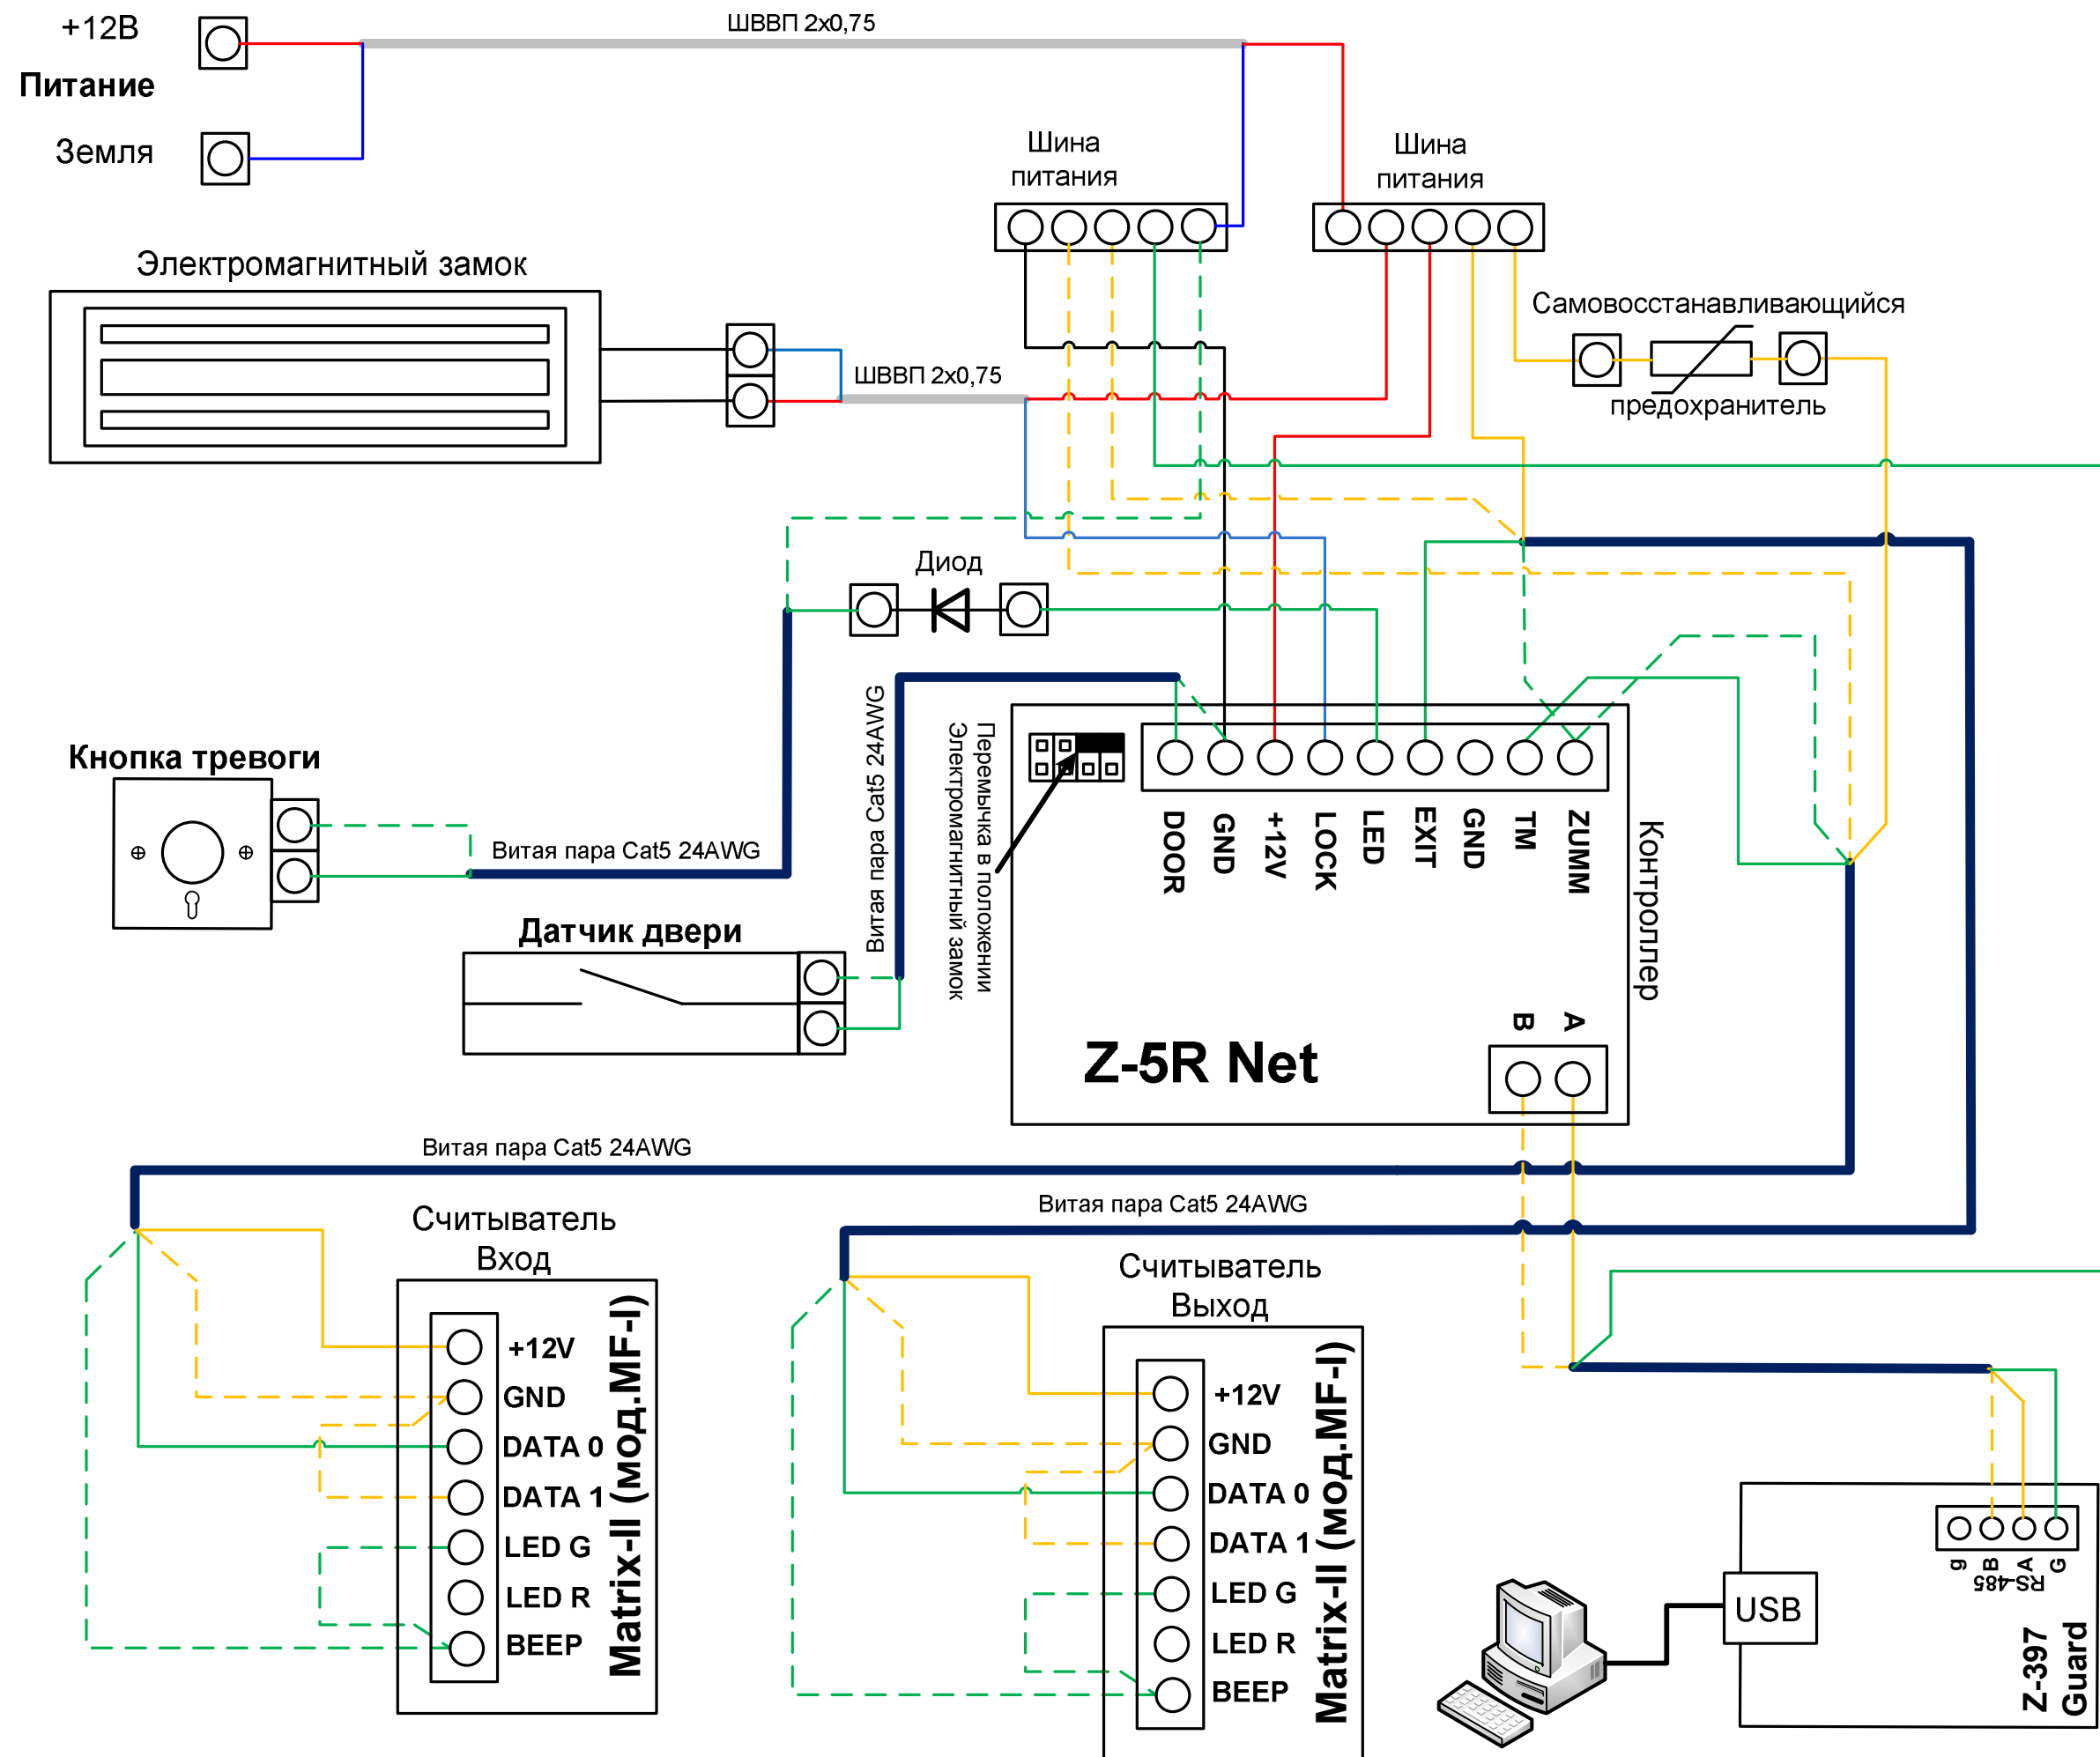 +12В
Питание
Земля
ШВВП 2х0,75
Шина
питания
Шина
питания
Электромагнитный замок
ШВВП 2х0,75
Самовосстанавливающийся
предохранитель
Диод
Кнопка тревоги
Витая пара Cat5 24AWG
Датчик двери
Витая пара Cat5 24AWG
Перемычка в положении
Электромагнитный замок
DOOR
GND
+12V
LOCK
LED
EXIT
GND
TM
ZUMM
Контроллер
B
A
Z-5R Net
Витая пара Cat5 24AWG
Считыватель
Вход
+12V
GND
DATA 0
DATA 1
LED G
LED R
BEEP
Matrix-II (мод.MF-I)
Витая пара Cat5 24AWG
Считыватель
Выход
+12V
GND
DATA 0
DATA 1
LED G
LED R
BEEP
Matrix-II (мод.MF-I)
g
B
A
G
RS-485
USB
Z-397
Guard